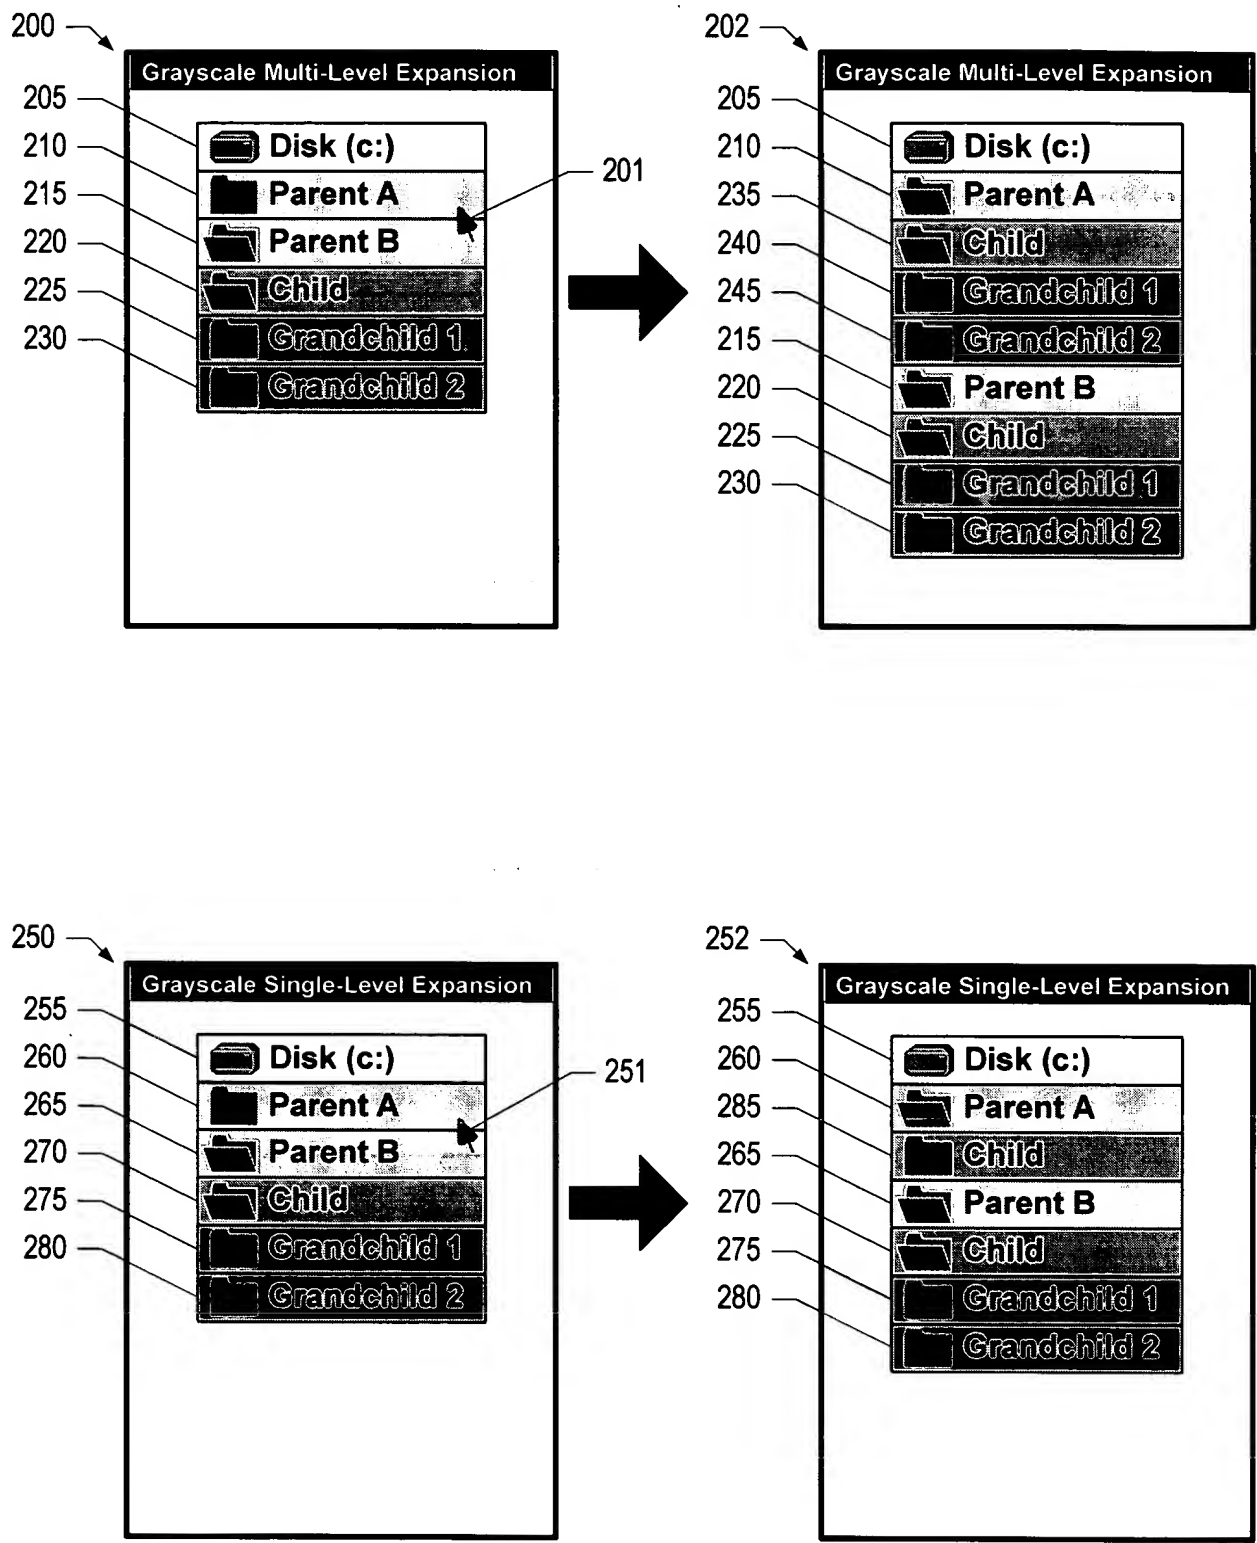 200
Grayscale Multi-Level Expansion
205
Disk (c:)
210
Parent A
201
215
Parent B
220
Child
225
Grandchild 1
230
Grandchild 2
202
Grayscale Multi-Level Expansion
205
Disk (c:)
210
Parent A
235
Child
240
Grandchild 1
245
Grandchild 2
215
Parent B
220
Child
225
Grandchild 1
230
Grandchild 2
250
Grayscale Single-Level Expansion
255
Disk (c:)
260
Parent A
251
265
Parent B
270
Child
275
Grandchild 1
280
Grandchild 2
252
Grayscale Single-Level Expansion
255
Disk (c:)
260
Parent A
285
Child
265
Parent B
270
Child
275
Grandchild 1
280
Grandchild 2